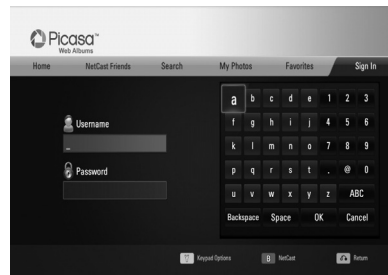 Picasa™
Web Albums
Home NetCast Friends Search My Photos Favorites Sign In
Username
_
Password
a b c d e 1 2 3
f g h i j 4 5 6
k l m n o 7 8 9
p q r s t . @ 0
u v w x y z ABC
Backspace Space OK Cancel
Keypad Options NetCast Return